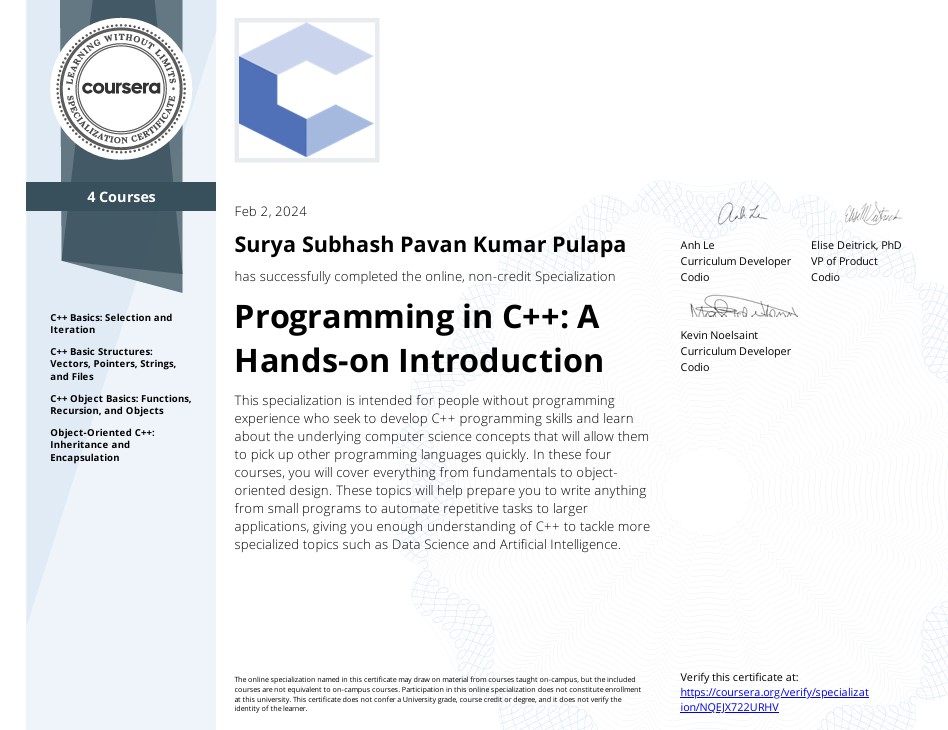 LEARNING WITHOUT LIMITS
coursera
SPECIALIZATION CERTIFICATE
4 Courses
C++ Basics: Selection and
Iteration
C++ Basic Structures:
Vectors, Pointers, Strings,
and Files
C++ Object Basics: Functions,
Recursion, and Objects
Object-Oriented C++:
Inheritance and
Encapsulation
Feb 2, 2024
Surya Subhash Pavan Kumar Pulapa
has successfully completed the online, non-credit Specialization
Programming in C++: A
Hands-on Introduction
This specialization is intended for people without programming
experience who seek to develop C++ programming skills and learn
about the underlying computer science concepts that will allow them
to pick up other programming languages quickly. In these four
courses, you will cover everything from fundamentals to object-
oriented design. These topics will help prepare you to write anything
from small programs to automate repetitive tasks to larger
applications, giving you enough understanding of C++ to tackle more
specialized topics such as Data Science and Artificial Intelligence.
Anh Le
Anh Le
Curriculum Developer
Codio
Elise Deitrick, PhD
VP of Product
Codio
Kevin Noelsaint
Curriculum Developer
Codio
The online specialization named in this certificate may draw on material from courses taught on-campus, but the included
courses are not equivalent to on-campus courses. Participation in this online specialization does not constitute enrollment
at this university. This certificate does not confer a University grade, course credit or degree, and it does not verify the
identity of the learner.
Verify this certificate at:
https://coursera.org/verify/specializat
ion/NQEJX722URHV